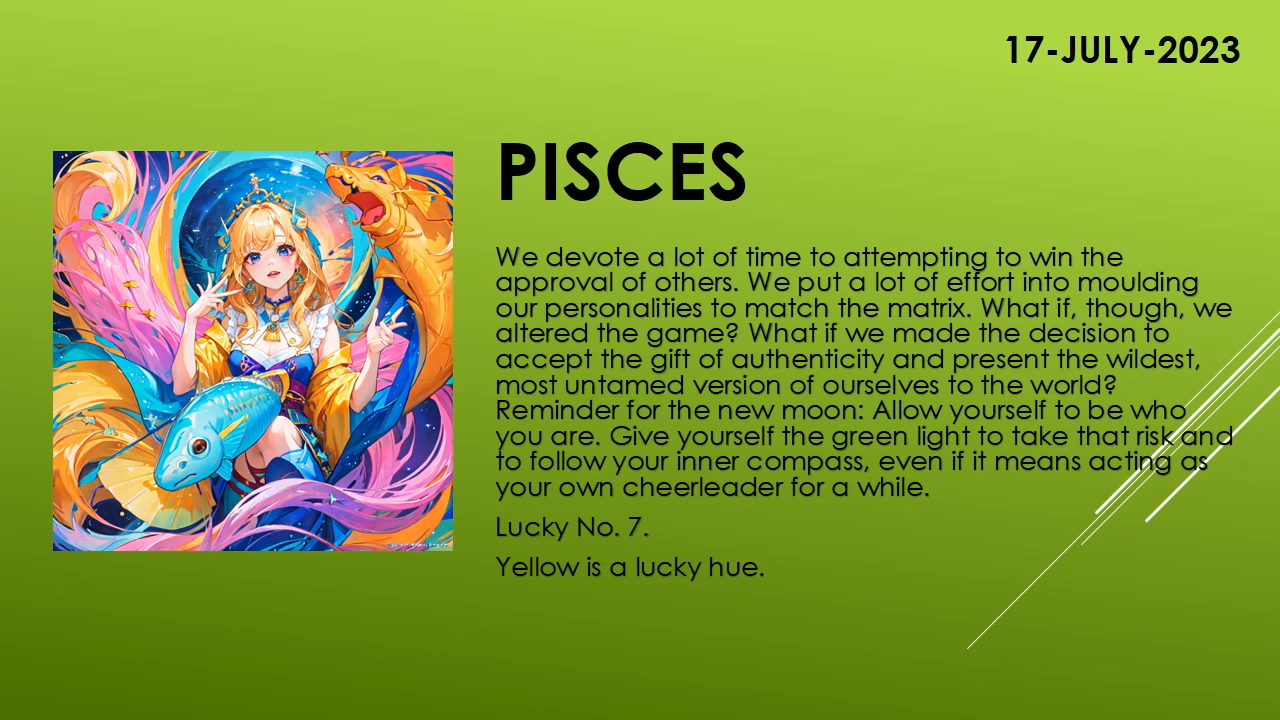 17-JULY-2023
PISCES
We devote a lot of time to attempting to win the
approval of others. We put a lot of effort into moulding
our personalities to match the matrix. What if, though, we
altered the game? What if we made the decision to
accept the gift of authenticity and present the wildest,
most untamed version of ourselves to the world?
Reminder for the new moon: Allow yourself to be who
you are. Give yourself the green light to take that risk and
to follow your inner compass, even if it means acting as
your own cheerleader for a while.
Lucky No. 7.
Yellow is a lucky hue.